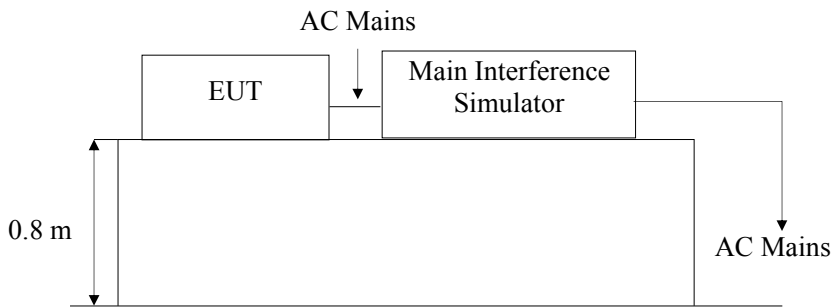 AC Mains
EUT
Main Interference
Simulator
0.8 m
AC Mains